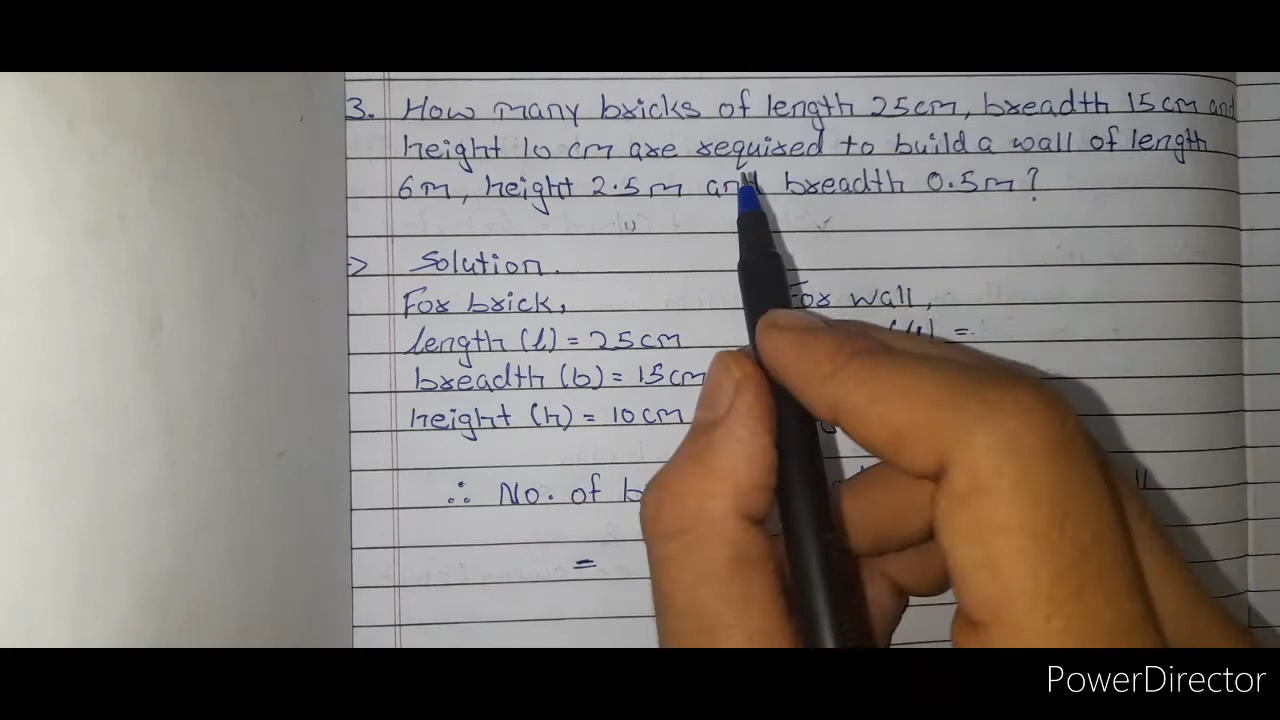 3. How many bricks of length 25cm, breadth 15cm and
height 10 cm are required to build a wall of length
6m, height 2.5m and breadth 0.5m?
> Solution.
For brick, For wall,
length (l) = 25cm (l) =
breadth (b) = 15cm
height (h) = 10cm
∴ No. of
=
PowerDirector